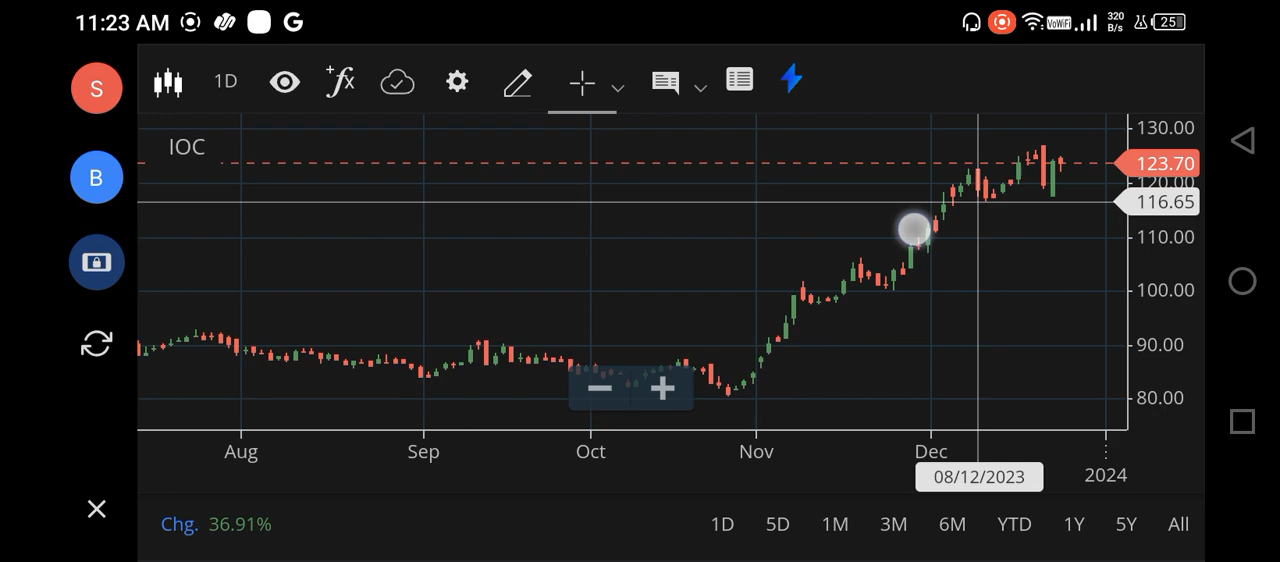 11:23 AM G VoWiFi 320 B/s 25
S 1D +fx
130.00
IOC
123.70
B
120.00
116.65
110.00
100.00
90.00
80.00
Aug Sep Oct Nov Dec
08/12/2023 2024
Chg. 36.91% 1D 5D 1M 3M 6M YTD 1Y 5Y All